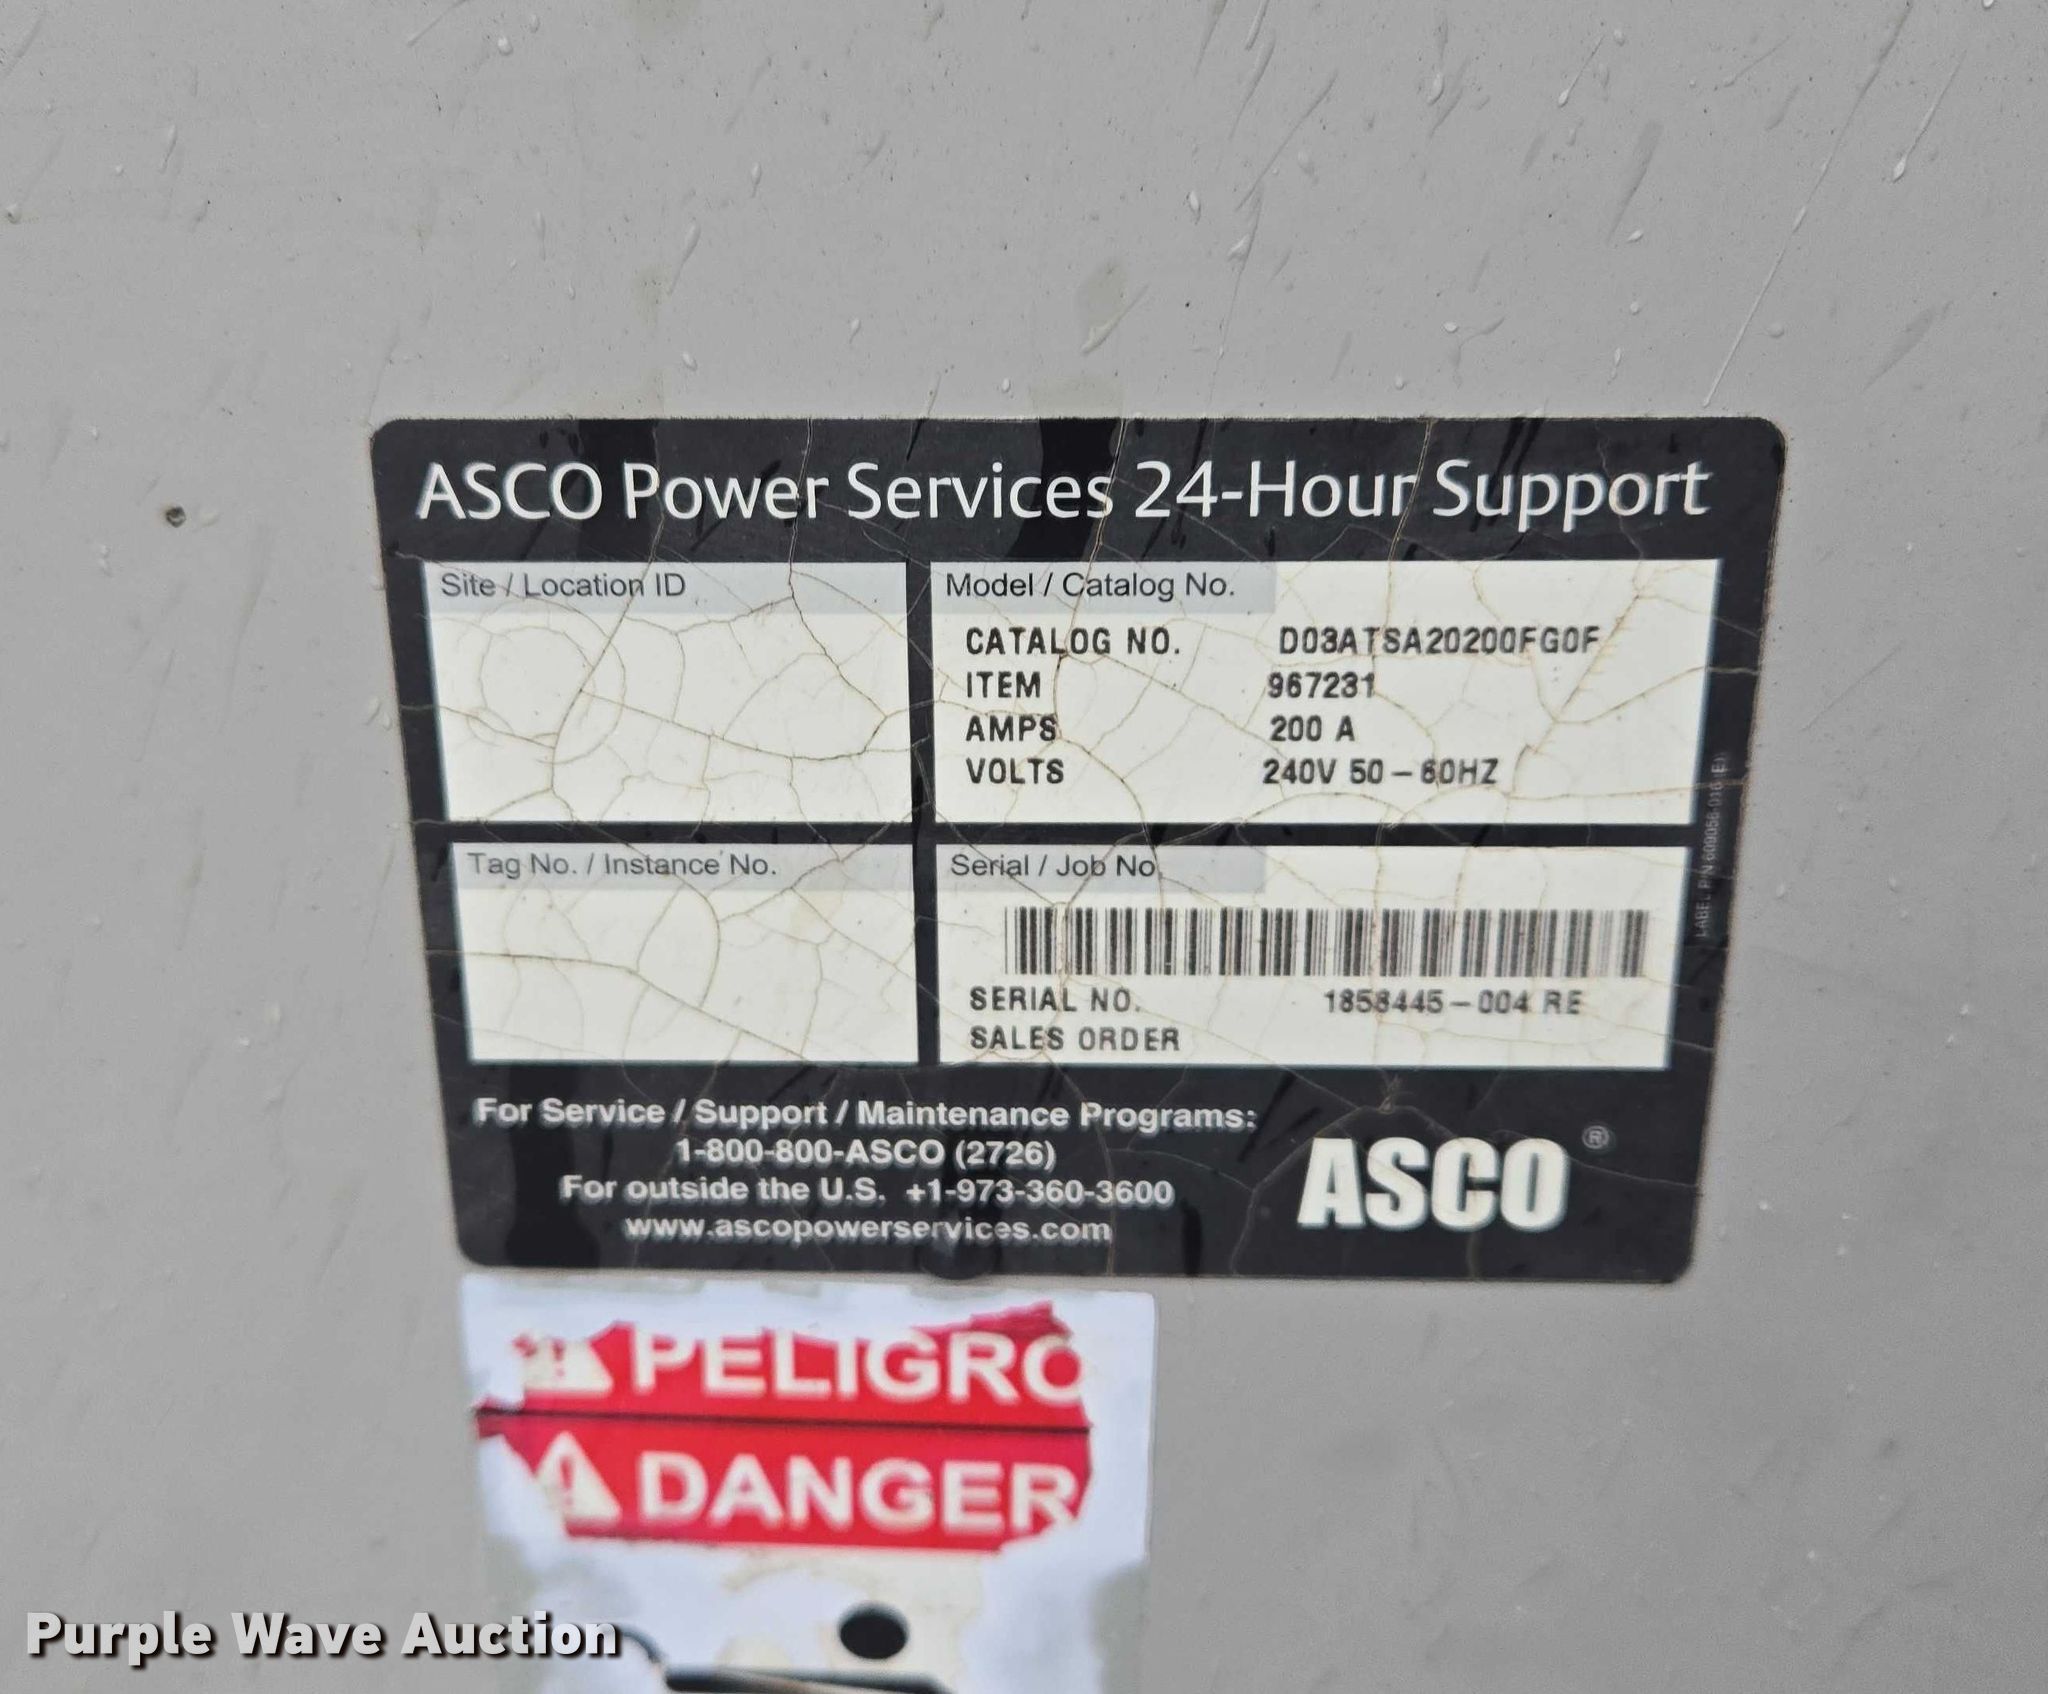 ASCO Power Services 24-Hour Support
Site / Location ID
Model / Catalog No.
CATALOG NO. D03ATSA20200FG0F
ITEM 967231
AMPS 200 A
VOLTS 240V 50 – 60HZ
Tag No. / Instance No.
Serial / Job No.
SERIAL NO. 1858445 – 004 RE
SALES ORDER
LABEL P/N 600056-016 (E)
For Service / Support / Maintenance Programs:
1-800-800-ASCO (2726)
For outside the U.S. +1-973-360-3600
www.ascopowerservices.com
ASCO ®
PELIGRO
DANGER
Purple Wave Auction